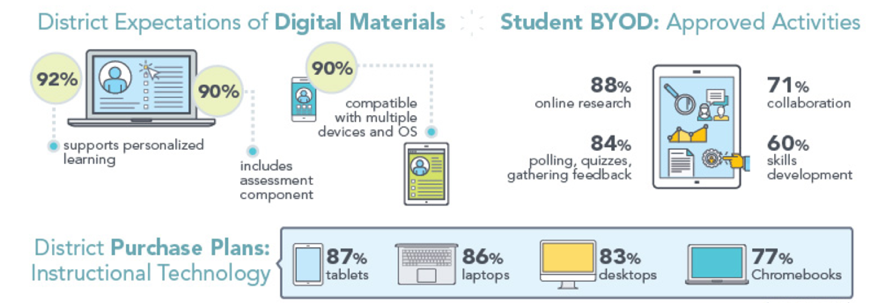 District Expectations of Digital Materials
92%
supports personalized
learning
90%
includes
assessment
component
90%
compatible
with multiple
devices and OS
Student BYOD: Approved Activities
88%
online research
84%
polling, quizzes,
gathering feedback
71%
collaboration
60%
skills
development
District Purchase Plans:
Instructional Technology
87%
tablets
86%
laptops
83%
desktops
77%
Chromebooks